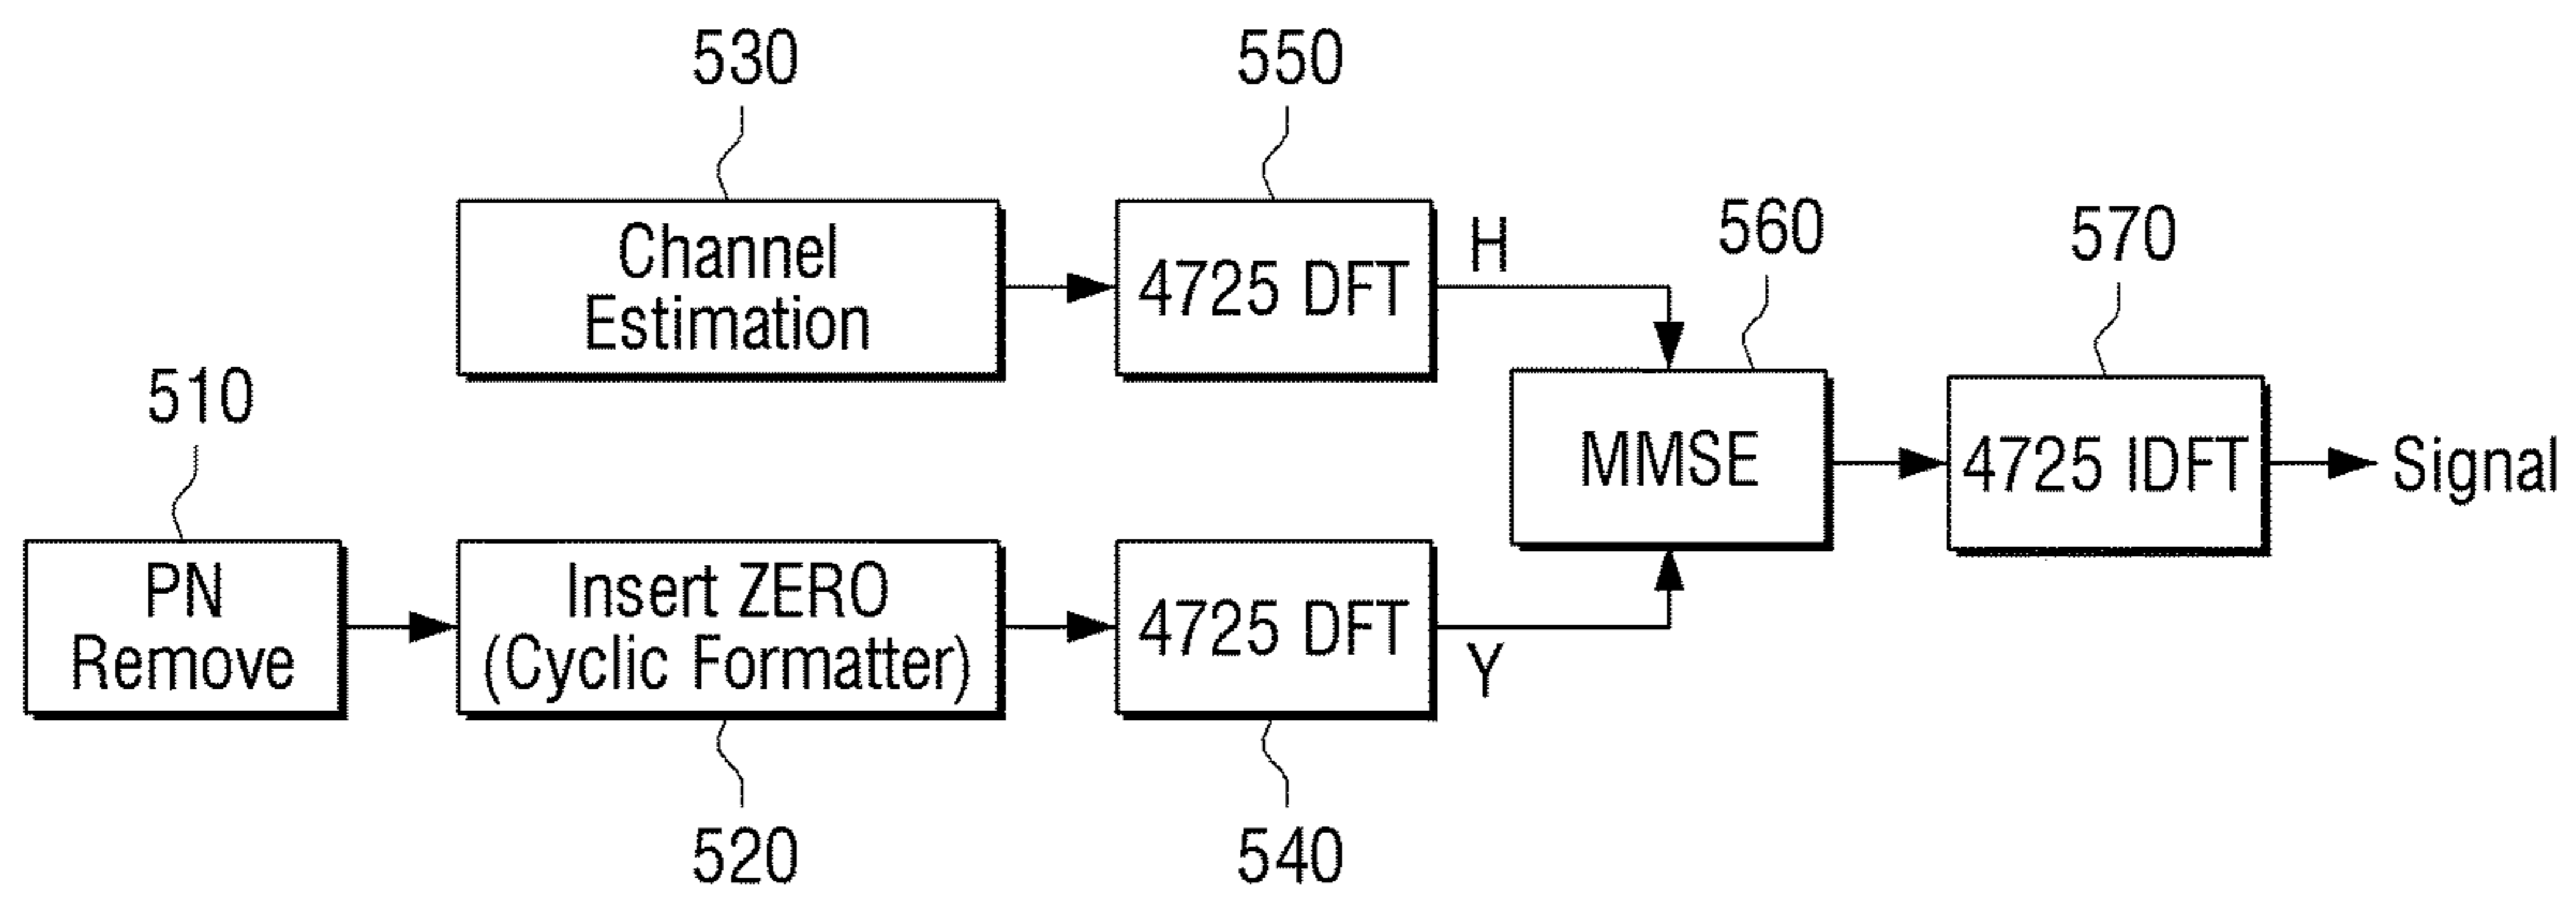 530
550
Channel
Estimation
4725 DFT
H
560
570
510
MMSE
4725 IDFT
Signal
PN
Remove
Insert ZERO
(Cyclic Formatter)
4725 DFT
Y
520
540